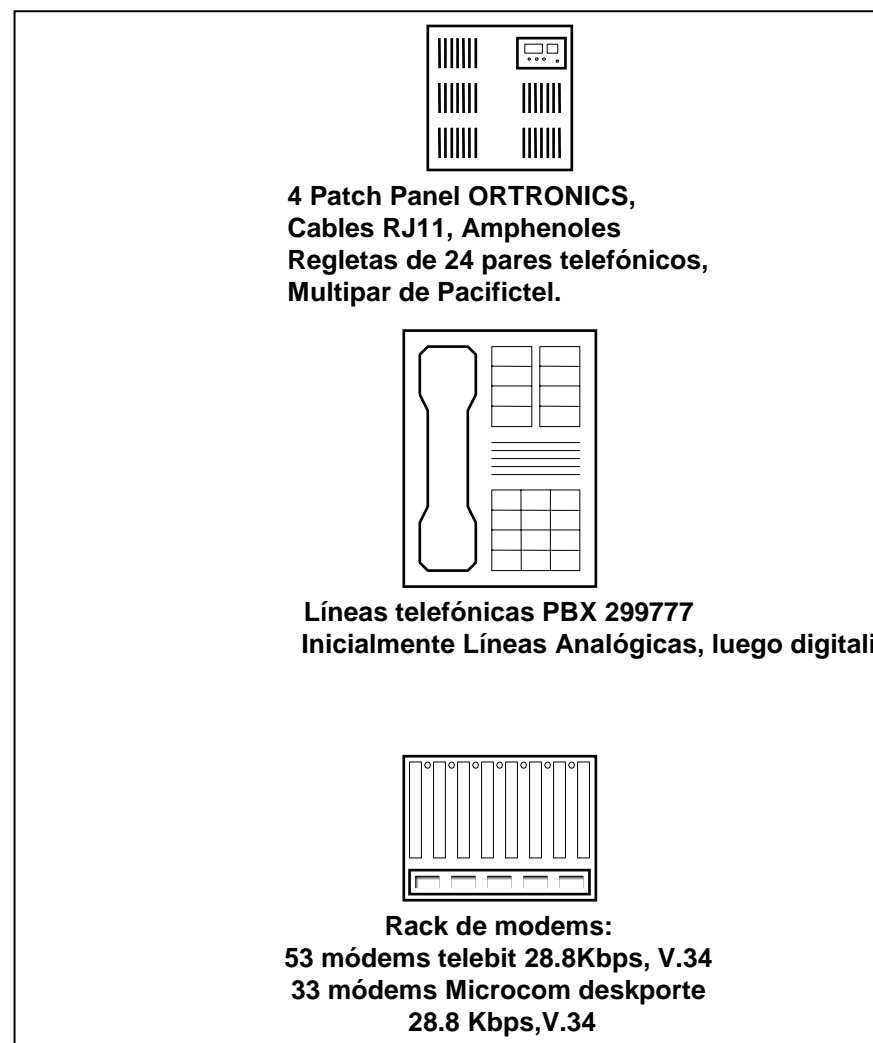 4 Patch Panel ORTRONICS,
Cables RJ11, Amphenoles
Regletas de 24 pares telefónicos,
Multipar de Pacifictel.
Líneas telefónicas PBX 299777
Inicialmente Líneas Analógicas, luego digitali
Rack de modems:
53 módems telebit 28.8Kbps, V.34
33 módems Microcom deskporte
28.8 Kbps,V.34